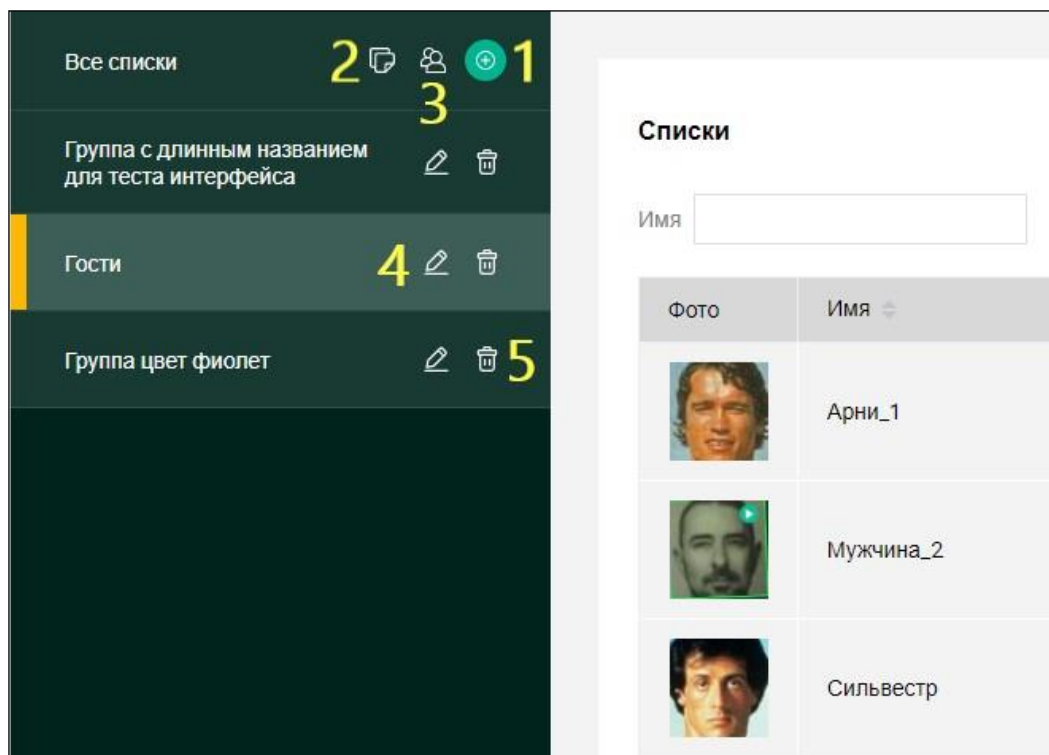 Все списки
2
1
3
Группа с длинным названием
для теста интерфейса
Гости
4
Группа цвет фиолет
5
Списки
Имя
Фото
Имя
Арни_1
Мужчина_2
Сильвестр